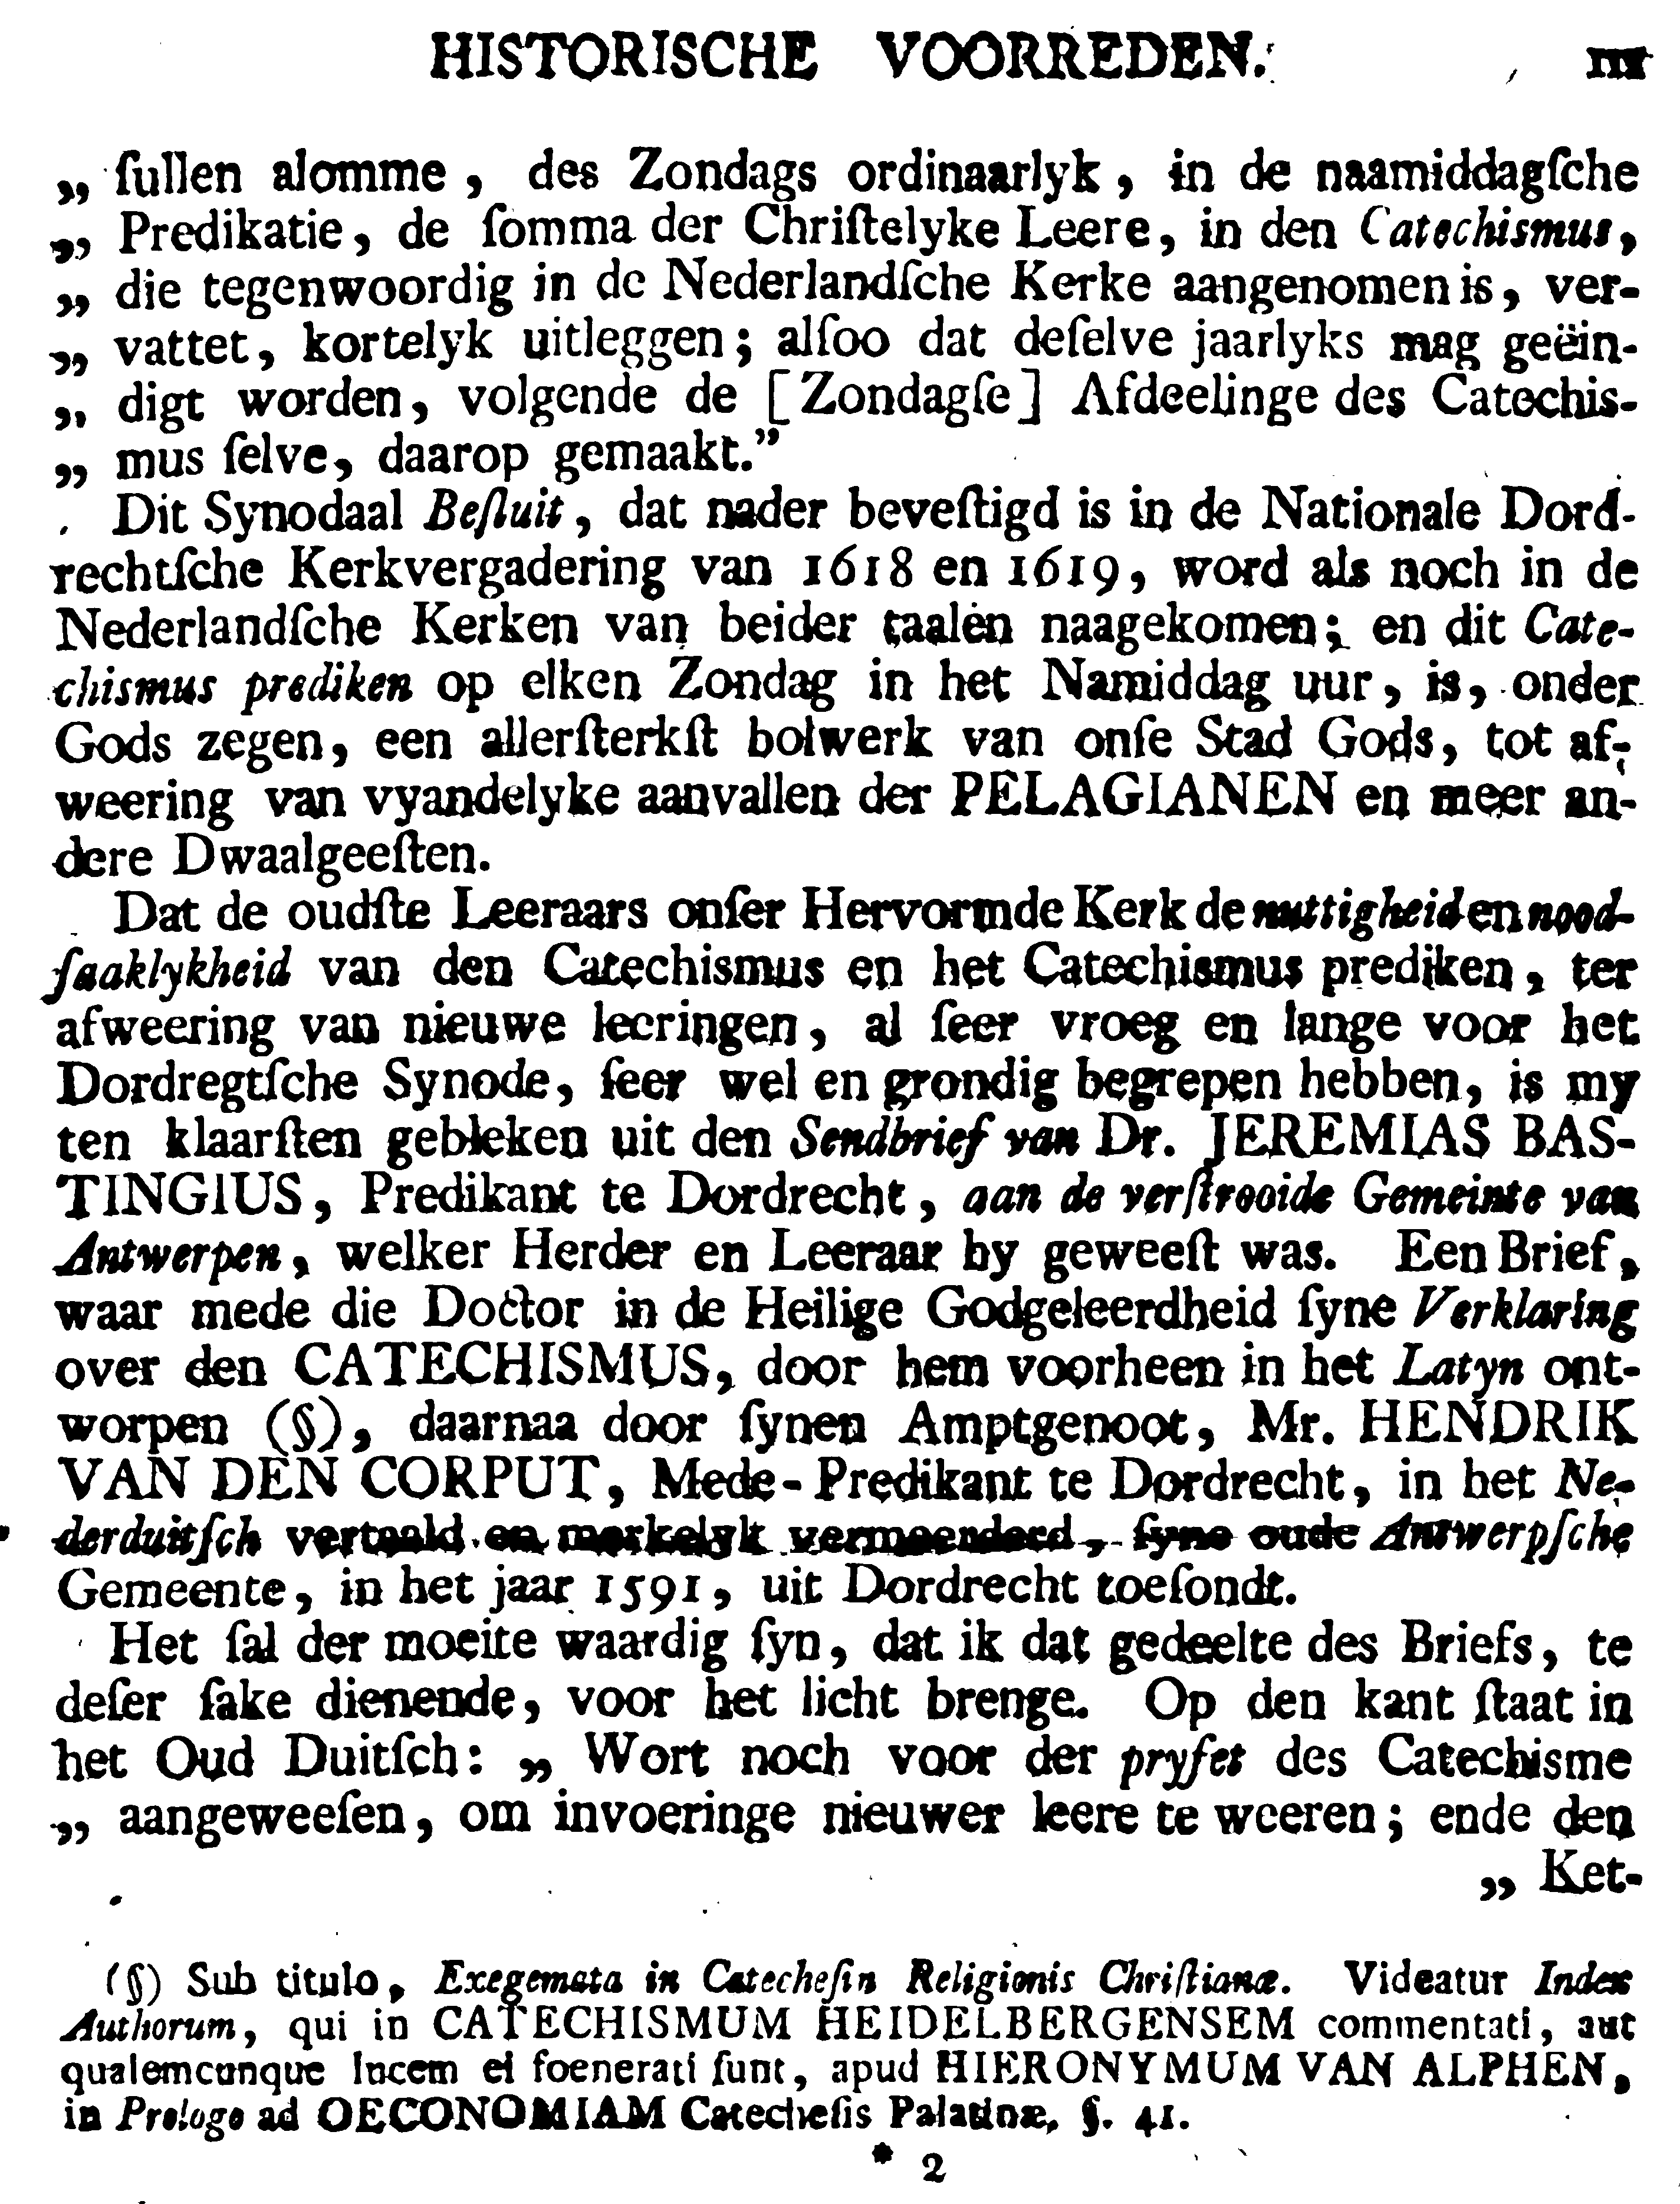 HISTORISCHE VOORREDEN. III
„ ſullen alomme, des Zondags ordinaarlyk, in de naamiddagſche
„ Predikatie, de ſomma der Chriſtelyke Leere, in den Catechismus,
„ die tegenwoordig in de Nederlandſche Kerke aangenomen is, ver-
„ vattet, kortelyk uitleggen; alſoo dat deſelve jaarlyks mag geëin-
„ digt worden, volgende de [Zondagſe] Afdeelinge des Catechis-
„ mus ſelve, daarop gemaakt.”
Dit Synodaal Beſluit, dat nader beveſtigd is in de Nationale Dord-
rechtſche Kerkvergadering van 1618 en 1619, word als noch in de
Nederlandſche Kerken van beider taalen naagekomen; en dit Cate-
chismus prediken op elken Zondag in het Namiddag uur, is, onder
Gods zegen, een allerſterkſt bolwerk van onſe Stad Gods, tot af-
weering van vyandelyke aanvallen der PELAGIANEN en meer an-
dere Dwaalgeeſten.
Dat de oudſte Leeraars onſer Hervormde Kerk de nuttigheid en nood-
ſaaklykheid van den Catechismus en het Catechismus prediken, ter
afweering van nieuwe leeringen, al ſeer vroeg en lange voor het
Dordregtſche Synode, ſeer wel en grondig begrepen hebben, is my
ten klaarſten gebleken uit den Sendbrief van Dr. JEREMIAS BAS-
TINGIUS, Predikant te Dordrecht, aan de verſtrooide Gemeinte van
Antwerpen, welker Herder en Leeraar hy geweeſt was. Een Brief,
waar mede die Doctor in de Heilige Godgeleerdheid ſyne Verklaring
over den CATECHISMUS, door hem voorheen in het Latyn ont-
worpen (§), daarnaa door ſynen Amptgenoot, Mr. HENDRIK
VAN DEN CORPUT, Mede-Predikant te Dordrecht, in het Ne-
derduitſch vertaald en merkelyk vermeerderd, ſyne oude Antwerpſche
Gemeente, in het jaar 1591, uit Dordrecht toeſondt.
Het ſal der moeite waardig ſyn, dat ik dat gedeelte des Briefs, te
deſer ſake dienende, voor het licht brenge. Op den kant ſtaat in
het Oud Duitſch: „ Wort noch voor der pryſet des Catechisme
„ aangeweeſen, om invoeringe nieuwer leere te weeren; ende den
„ Ket-
(§) Sub titulo, Exegemata in Catecheſin Religionis Chriſtianæ. Videatur Index
Authorum, qui in CATECHISMUM HEIDELBERGENSEM commentati, aut
qualemcunque lucem ei foenerati ſunt, apud HIERONYMUM VAN ALPHEN,
in Prologo ad OECONOMIAM Catecheſis Palatinæ, §. 41.
* 2